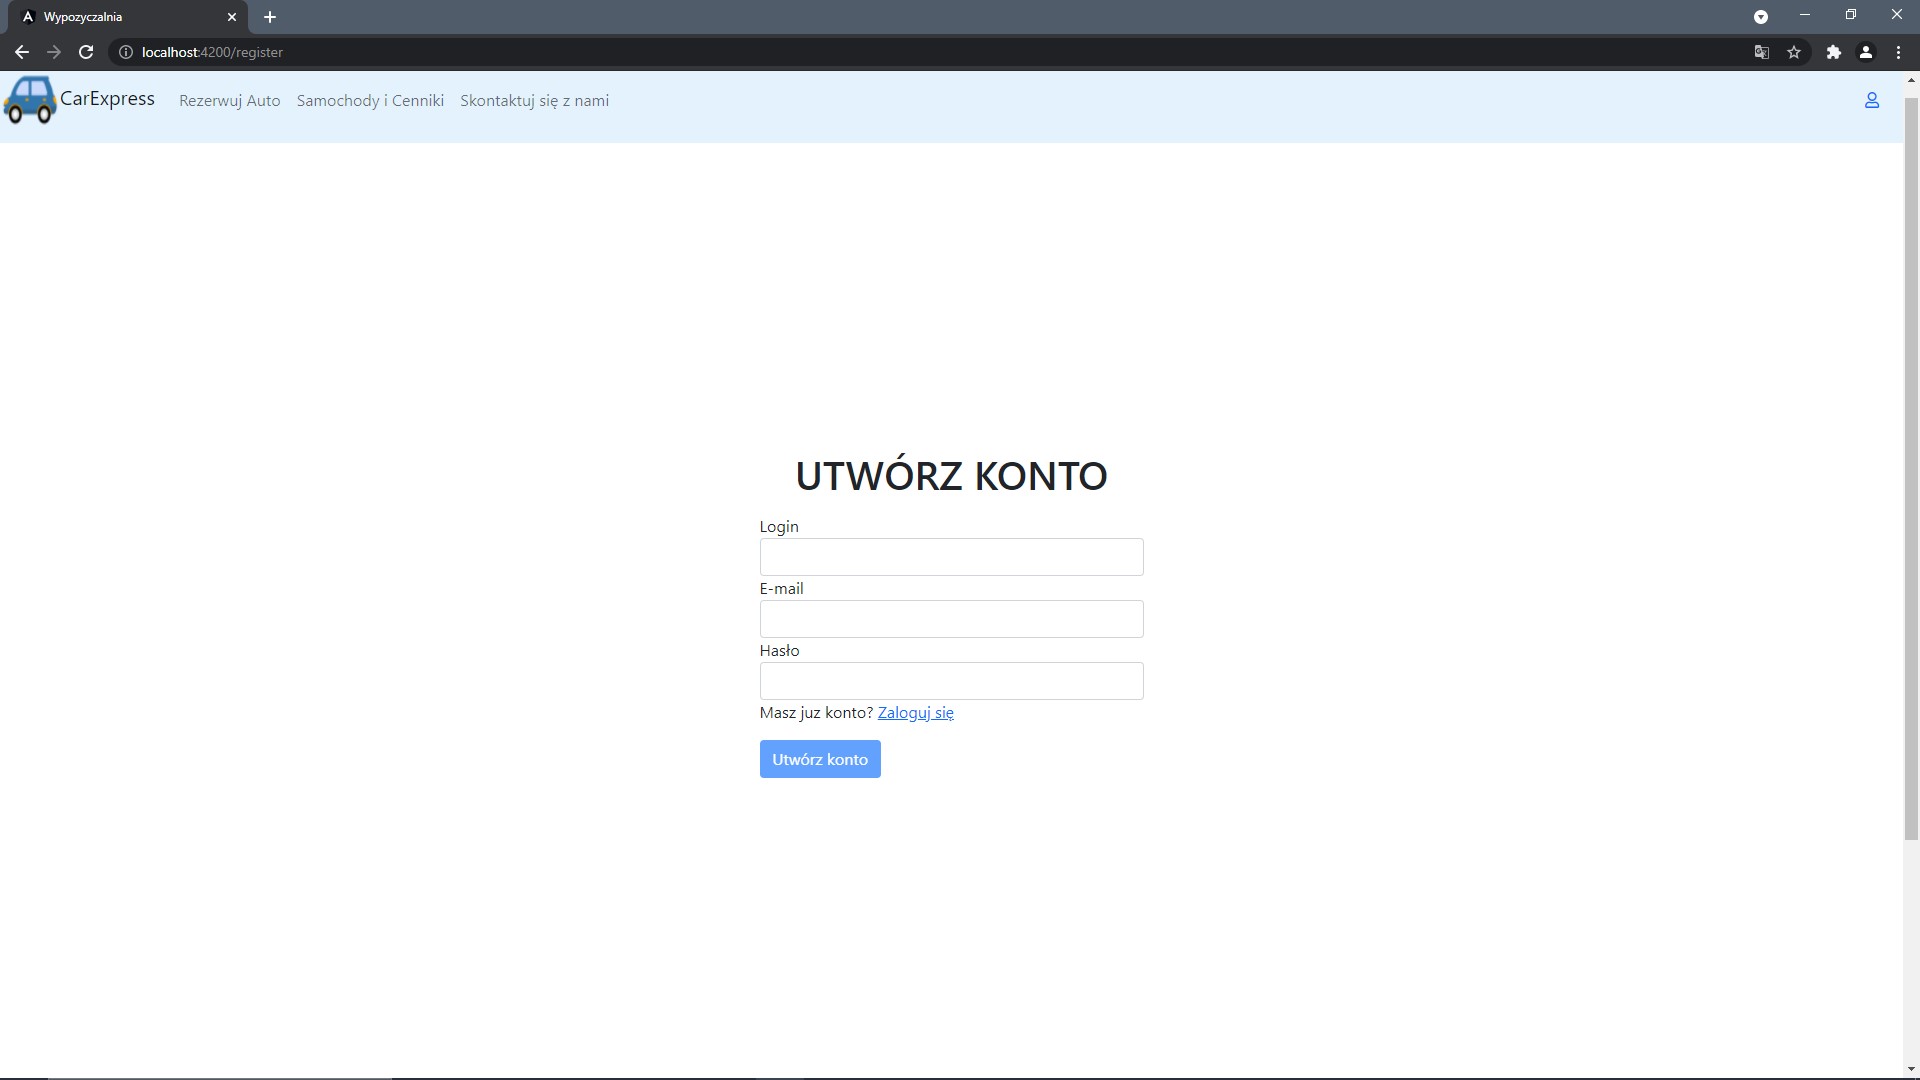 Wypozyczalnia
localhost:4200/register
CarExpress Rezerwuj Auto Samochody i Cenniki Skontaktuj się z nami
UTWÓRZ KONTO
Login
E-mail
Hasło
Masz juz konto? Zaloguj się
Utwórz konto